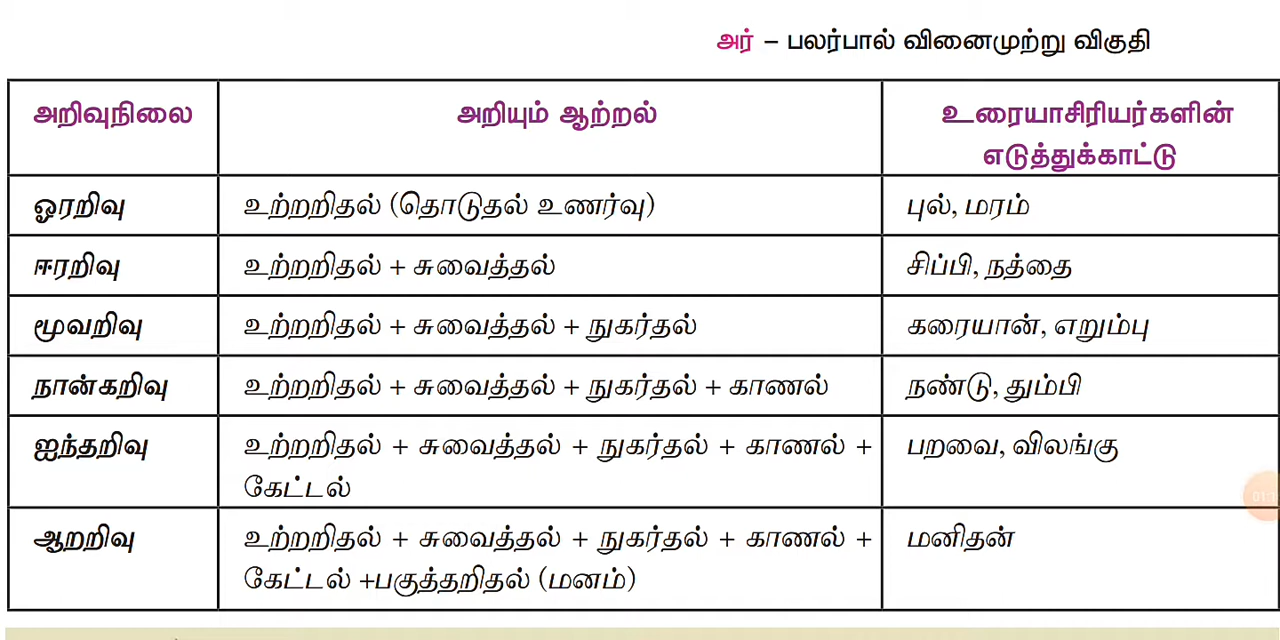 அர் – பலர்பால் வினைமுற்று விகுதி
அறிவுநிலை அறியும் ஆற்றல் உரையாசிரியர்களின்
எடுத்துக்காட்டு
ஓரறிவு உற்றறிதல் (தொடுதல் உணர்வு) புல், மரம்
ஈரறிவு உற்றறிதல் + சுவைத்தல் சிப்பி, நத்தை
மூவறிவு உற்றறிதல் + சுவைத்தல் + நுகர்தல் கரையான், எறும்பு
நான்கறிவு உற்றறிதல் + சுவைத்தல் + நுகர்தல் + காணல் நண்டு, தும்பி
ஐந்தறிவு உற்றறிதல் + சுவைத்தல் + நுகர்தல் + காணல் + பறவை, விலங்கு
கேட்டல்
ஆறறிவு உற்றறிதல் + சுவைத்தல் + நுகர்தல் + காணல் + மனிதன்
கேட்டல் +பகுத்தறிதல் (மனம்)